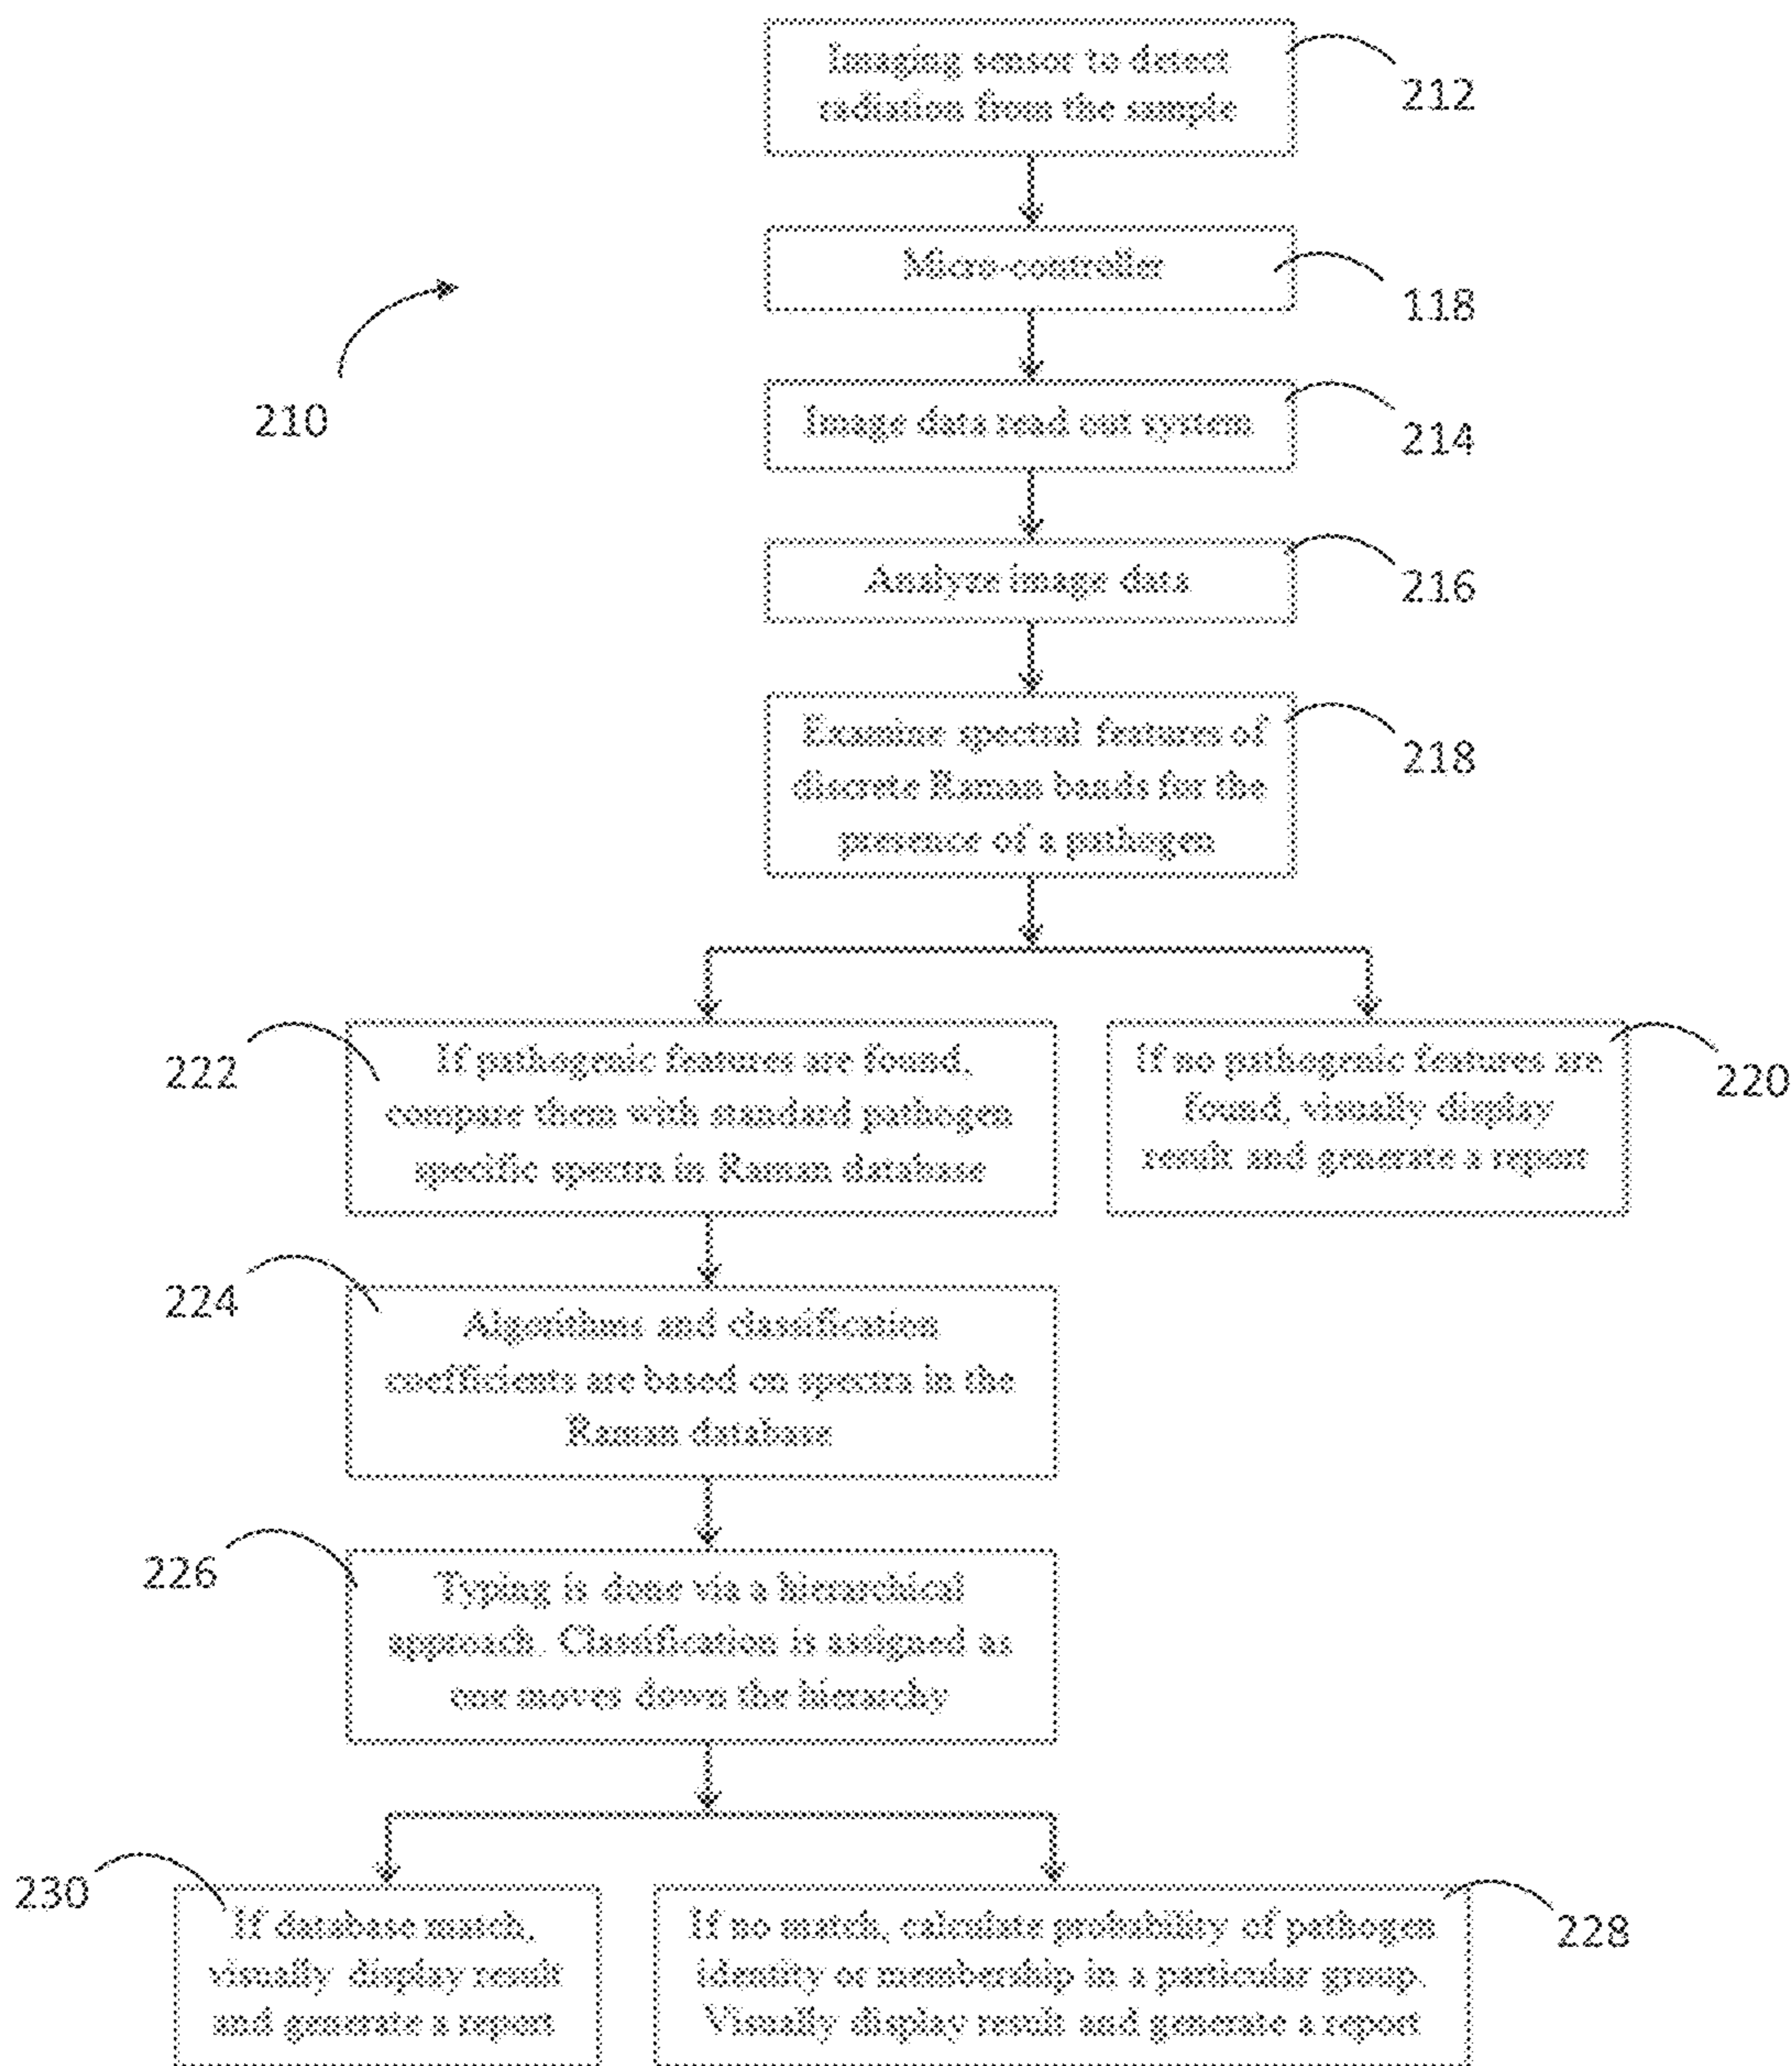 Imaging sensor to detect
radiation from the sample
212
Micro-controller
118
210
Image data read out system
214
Analyze image data
216
Examine spectral features of
discrete Raman bands for the
presence of a pathogen
218
222
If pathogenic features are found,
compare them with standard pathogen
specific spectra in Raman database
If no pathogenic features are
found, visually display
result and generate a report
220
224
Algorithms and classification
coefficients are based on spectra in the
Raman database
226
Typing is done via a hierarchical
approach. Classification is assigned as
one moves down the hierarchy
230
If database match,
visually display result
and generate a report
If no match, calculate probability of pathogen
identity or membership in a particular group.
Visually display result and generate a report
228